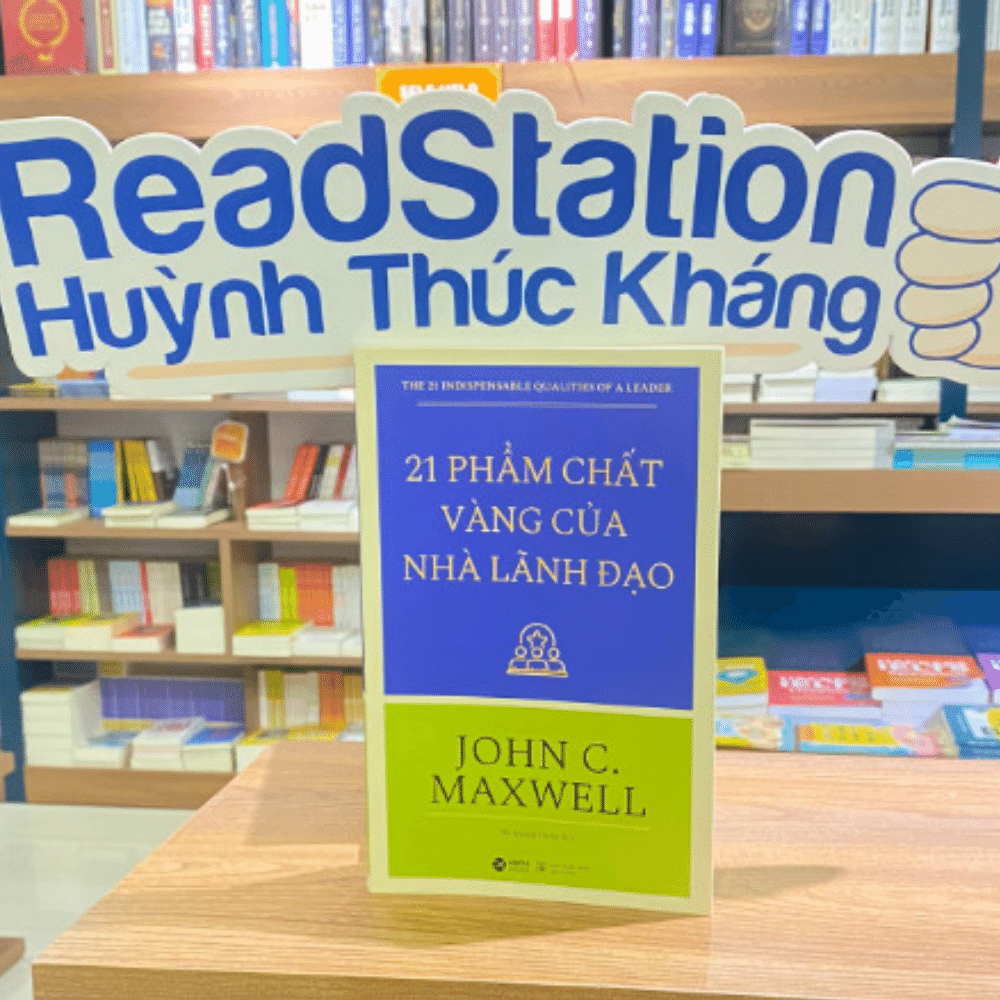 ReadStation
Huỳnh Thúc Kháng
THE 21 INDISPENSABLE QUALITIES OF A LEADER
21 PHẨM CHẤT
VÀNG CỦA
NHÀ LÃNH ĐẠO
JOHN C.
MAXWELL